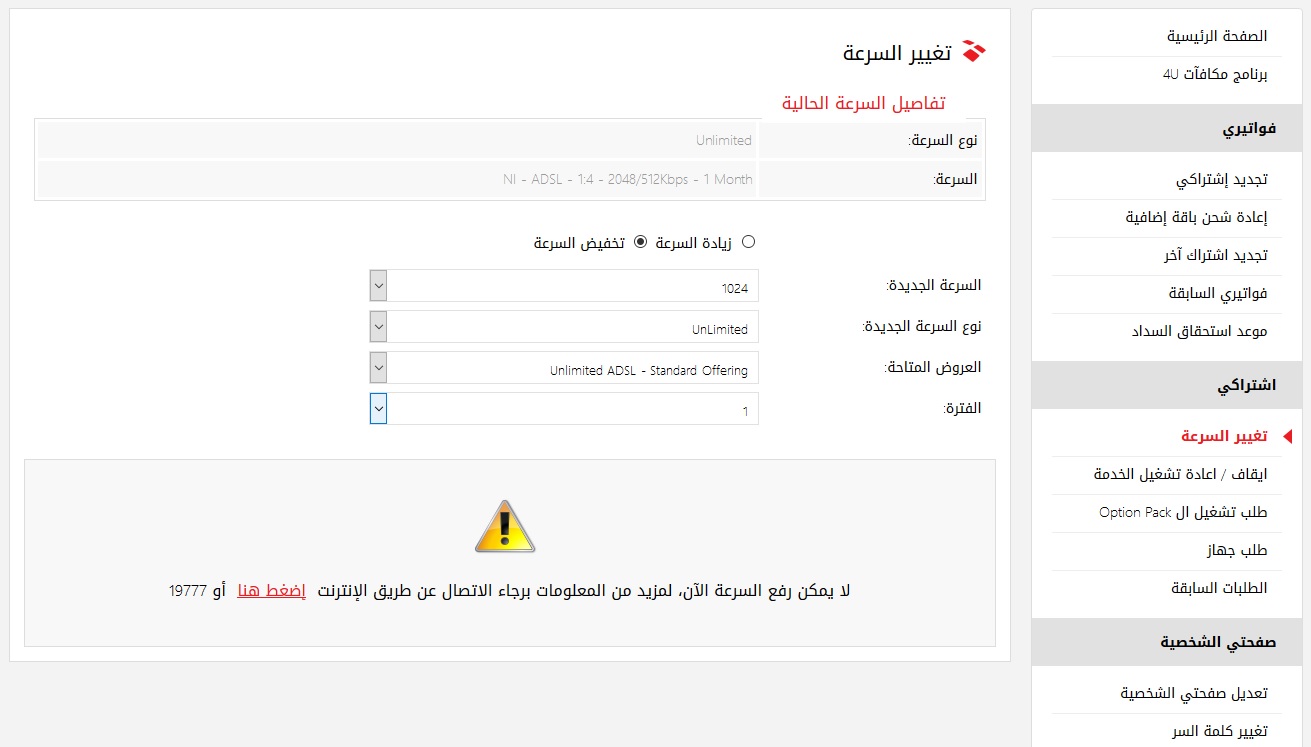 الصفحة الرئيسية
برنامج مكافآت 4U
فواتيري
تجديد إشتراكي
إعادة شحن باقة إضافية
تجديد اشتراك آخر
فواتيري السابقة
موعد استحقاق السداد
اشتراكي
تغيير السرعة
ايقاف / اعادة تشغيل الخدمة
طلب تشغيل ال Option Pack
طلب جهاز
الطلبات السابقة
صفحتي الشخصية
تعديل صفحتي الشخصية
تغيير كلمة السر
تغيير السرعة
تفاصيل السرعة الحالية
نوع السرعة: Unlimited
السرعة: NI - ADSL - 1:4 - 2048/512Kbps - 1 Month
زيادة السرعة تخفيض السرعة
السرعة الجديدة: 1024
نوع السرعة الجديدة: UnLimited
العروض المتاحة: Unlimited ADSL - Standard Offering
الفترة: 1
لا يمكن رفع السرعة الآن، لمزيد من المعلومات برجاء الاتصال عن طريق الإنترنت إضغط هنا أو 19777